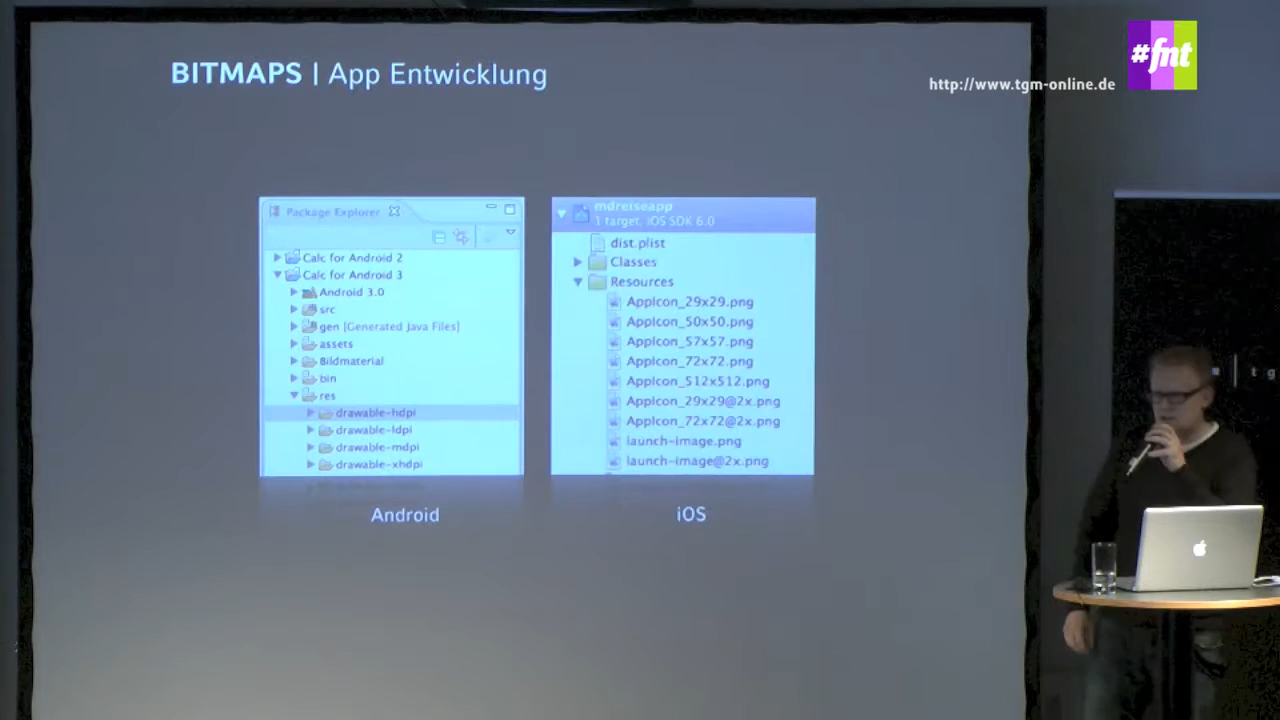 BITMAPS | App Entwicklung
http://www.tgm-online.de
#fnt
Package Explorer
Calc for Android 2
Calc for Android 3
Android 3.0
src
gen [Generated Java Files]
assets
Bildmaterial
bin
res
drawable-hdpi
drawable-ldpi
drawable-mdpi
drawable-xhdpi
Android
mdreiseapp
1 target, iOS SDK 6.0
dist.plist
Classes
Resources
AppIcon_29x29.png
AppIcon_50x50.png
AppIcon_57x57.png
AppIcon_72x72.png
AppIcon_512x512.png
AppIcon_29x29@2x.png
AppIcon_72x72@2x.png
launch-image.png
launch-image@2x.png
iOS